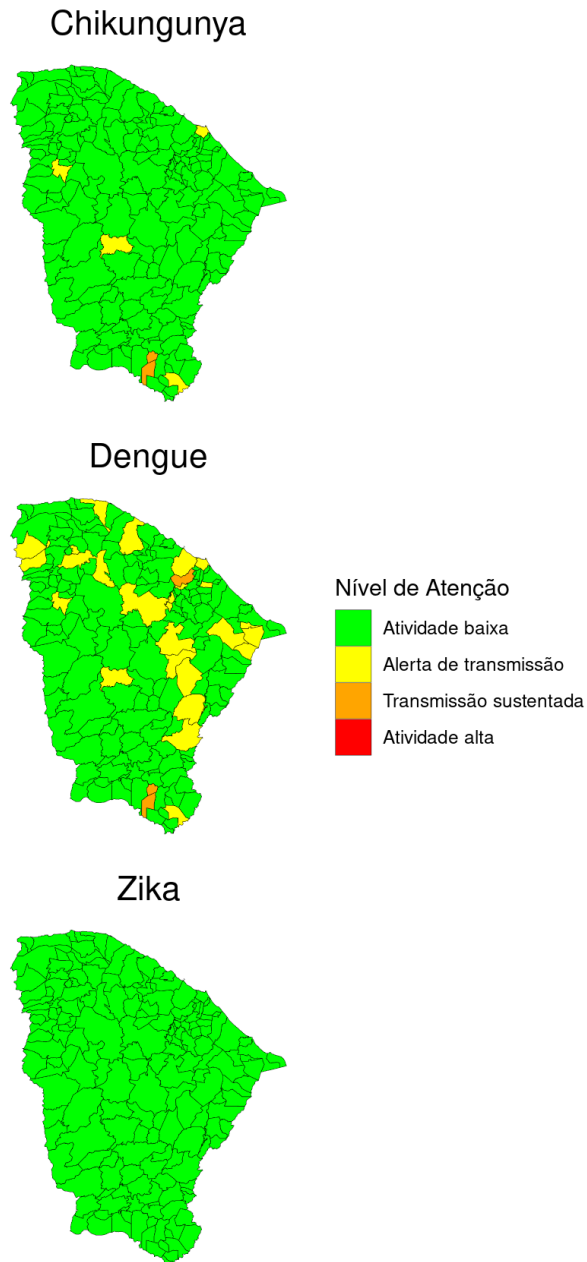 Chikungunya
Dengue
Nível de Atenção
Atividade baixa
Alerta de transmissão
Transmissão sustentada
Atividade alta
Zika